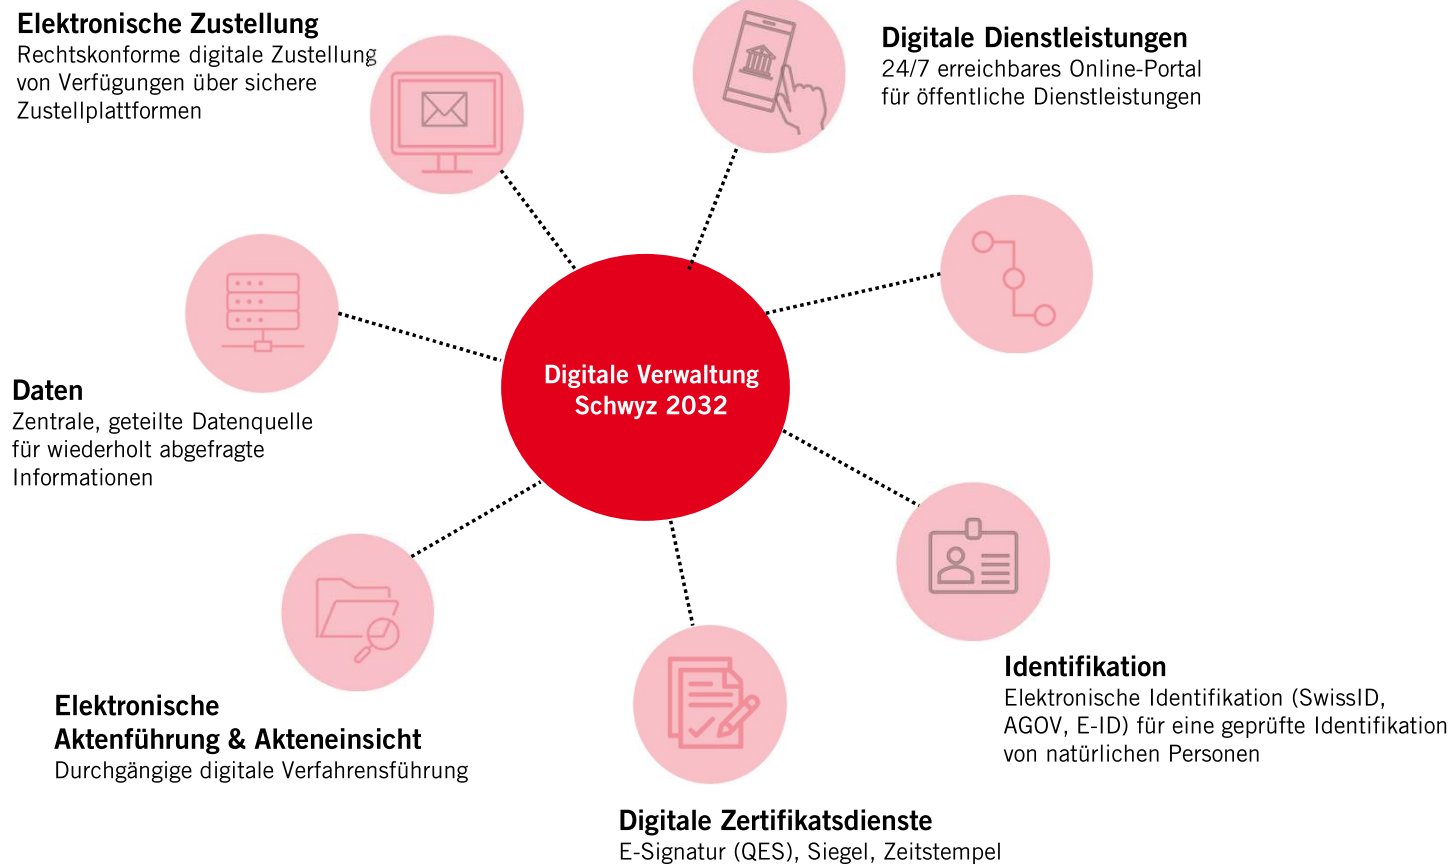 Elektronische Zustellung
Rechtskonforme digitale Zustellung
von Verfügungen über sichere
Zustellplattformen
Digitale Dienstleistungen
24/7 erreichbares Online-Portal
für öffentliche Dienstleistungen
Digitale Verwaltung
Schwyz 2032
Daten
Zentrale, geteilte Datenquelle
für wiederholt abgefragte
Informationen
Identifikation
Elektronische Identifikation (SwissID,
AGOV, E-ID) für eine geprüfte Identifikation
von natürlichen Personen
Elektronische
Aktenführung & Akteneinsicht
Durchgängige digitale Verfahrensführung
Digitale Zertifikatsdienste
E-Signatur (QES), Siegel, Zeitstempel